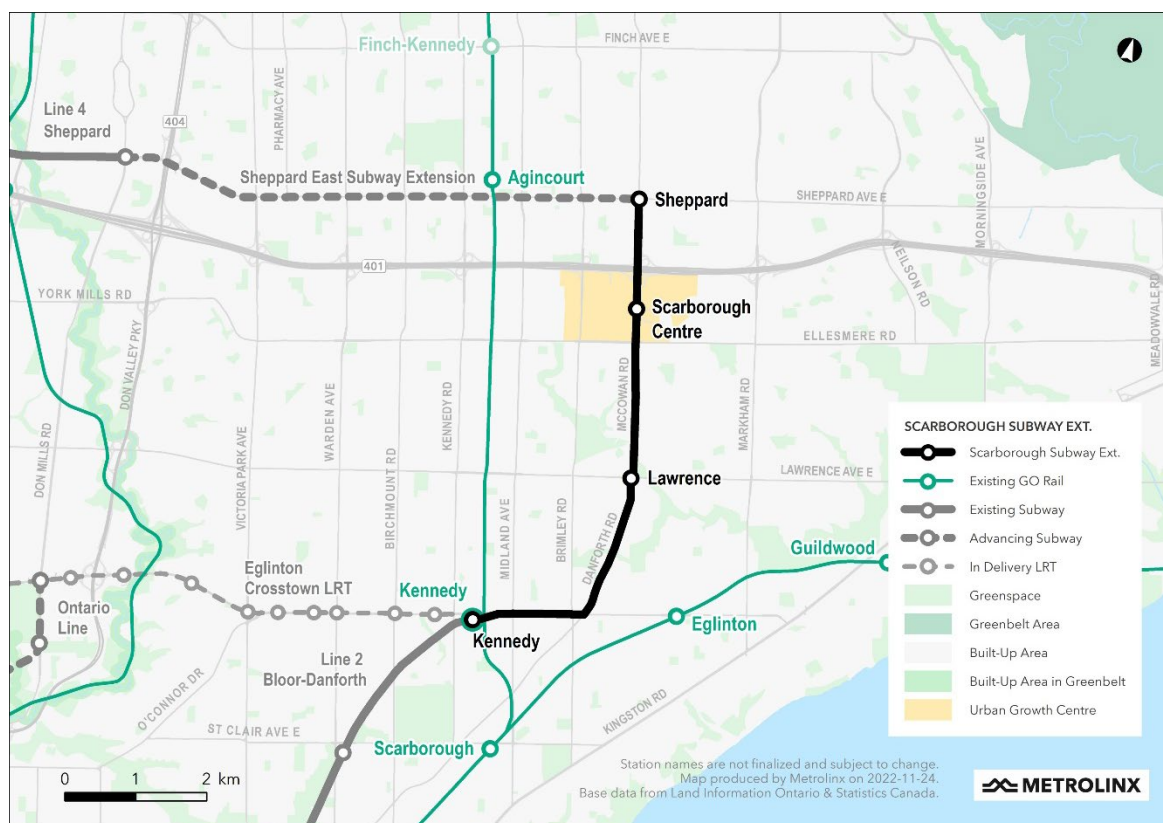 Finch-Kennedy
FINCH AVE E
Line 4
Sheppard
404
PHARMACY AVE
Sheppard East Subway Extension
Agincourt
Sheppard
SHEPPARD AVE E
MORNINGSIDE AVE
NEILSON RD
MEADOWVALE RD
401
YORK MILLS RD
DON VALLEY PKY
Scarborough
Centre
ELLESMERE RD
DON MILLS RD
VICTORIA PARK AVE
WARDEN AVE
BIRCHMOUNT RD
KENNEDY RD
MIDLAND AVE
BRIMLEY RD
DANFORTH RD
MCCOWAN RD
MARKHAM RD
Lawrence
LAWRENCE AVE E
Guildwood
Eglinton
Crosstown LRT
Kennedy
Kennedy
Ontario
Line
Eglinton
Line 2
Bloor-Danforth
O'CONNOR DR
ST CLAIR AVE E
Scarborough
KINGSTON RD
SCARBOROUGH SUBWAY EXT.
Scarborough Subway Ext.
Existing GO Rail
Existing Subway
Advancing Subway
In Delivery LRT
Greenspace
Greenbelt Area
Built-Up Area
Built-Up Area in Greenbelt
Urban Growth Centre
0 1 2 km
Station names are not finalized and subject to change.
Map produced by Metrolinx on 2022-11-24.
Base data from Land Information Ontario & Statistics Canada.
METROLINX